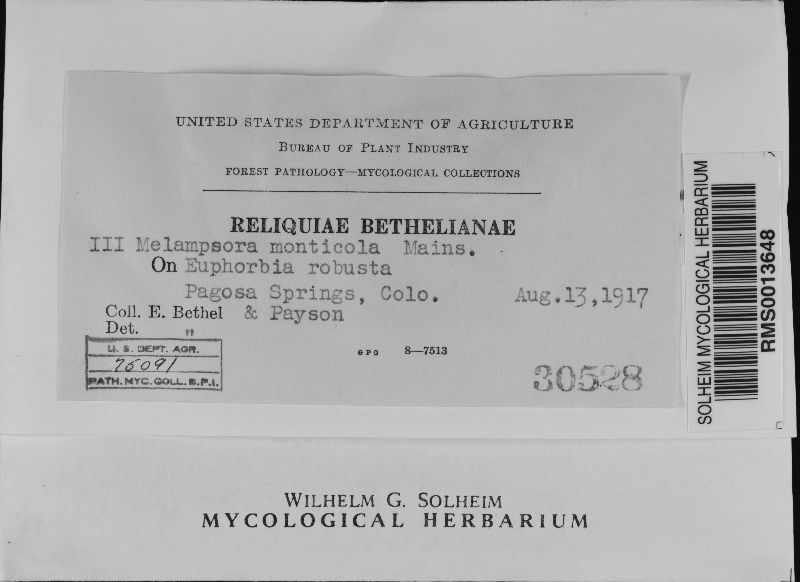 UNITED STATES DEPARTMENT OF AGRICULTURE
BUREAU OF PLANT INDUSTRY
FOREST PATHOLOGY—MYCOLOGICAL COLLECTIONS
RELIQUIAE BETHELIANAE
III Melampsora monticola Mains.
On Euphorbia robusta
Pagosa Springs, Colo. Aug.13,1917
Coll. E. Bethel & Payson
Det. "
U. S. DEPT. AGR.
75091
PATH. MYC. COLL. B.P.I.
GPO 8—7513
30528
SOLHEIM MYCOLOGICAL HERBARIUM
RMS0013648
WILHELM G. SOLHEIM
MYCOLOGICAL HERBARIUM